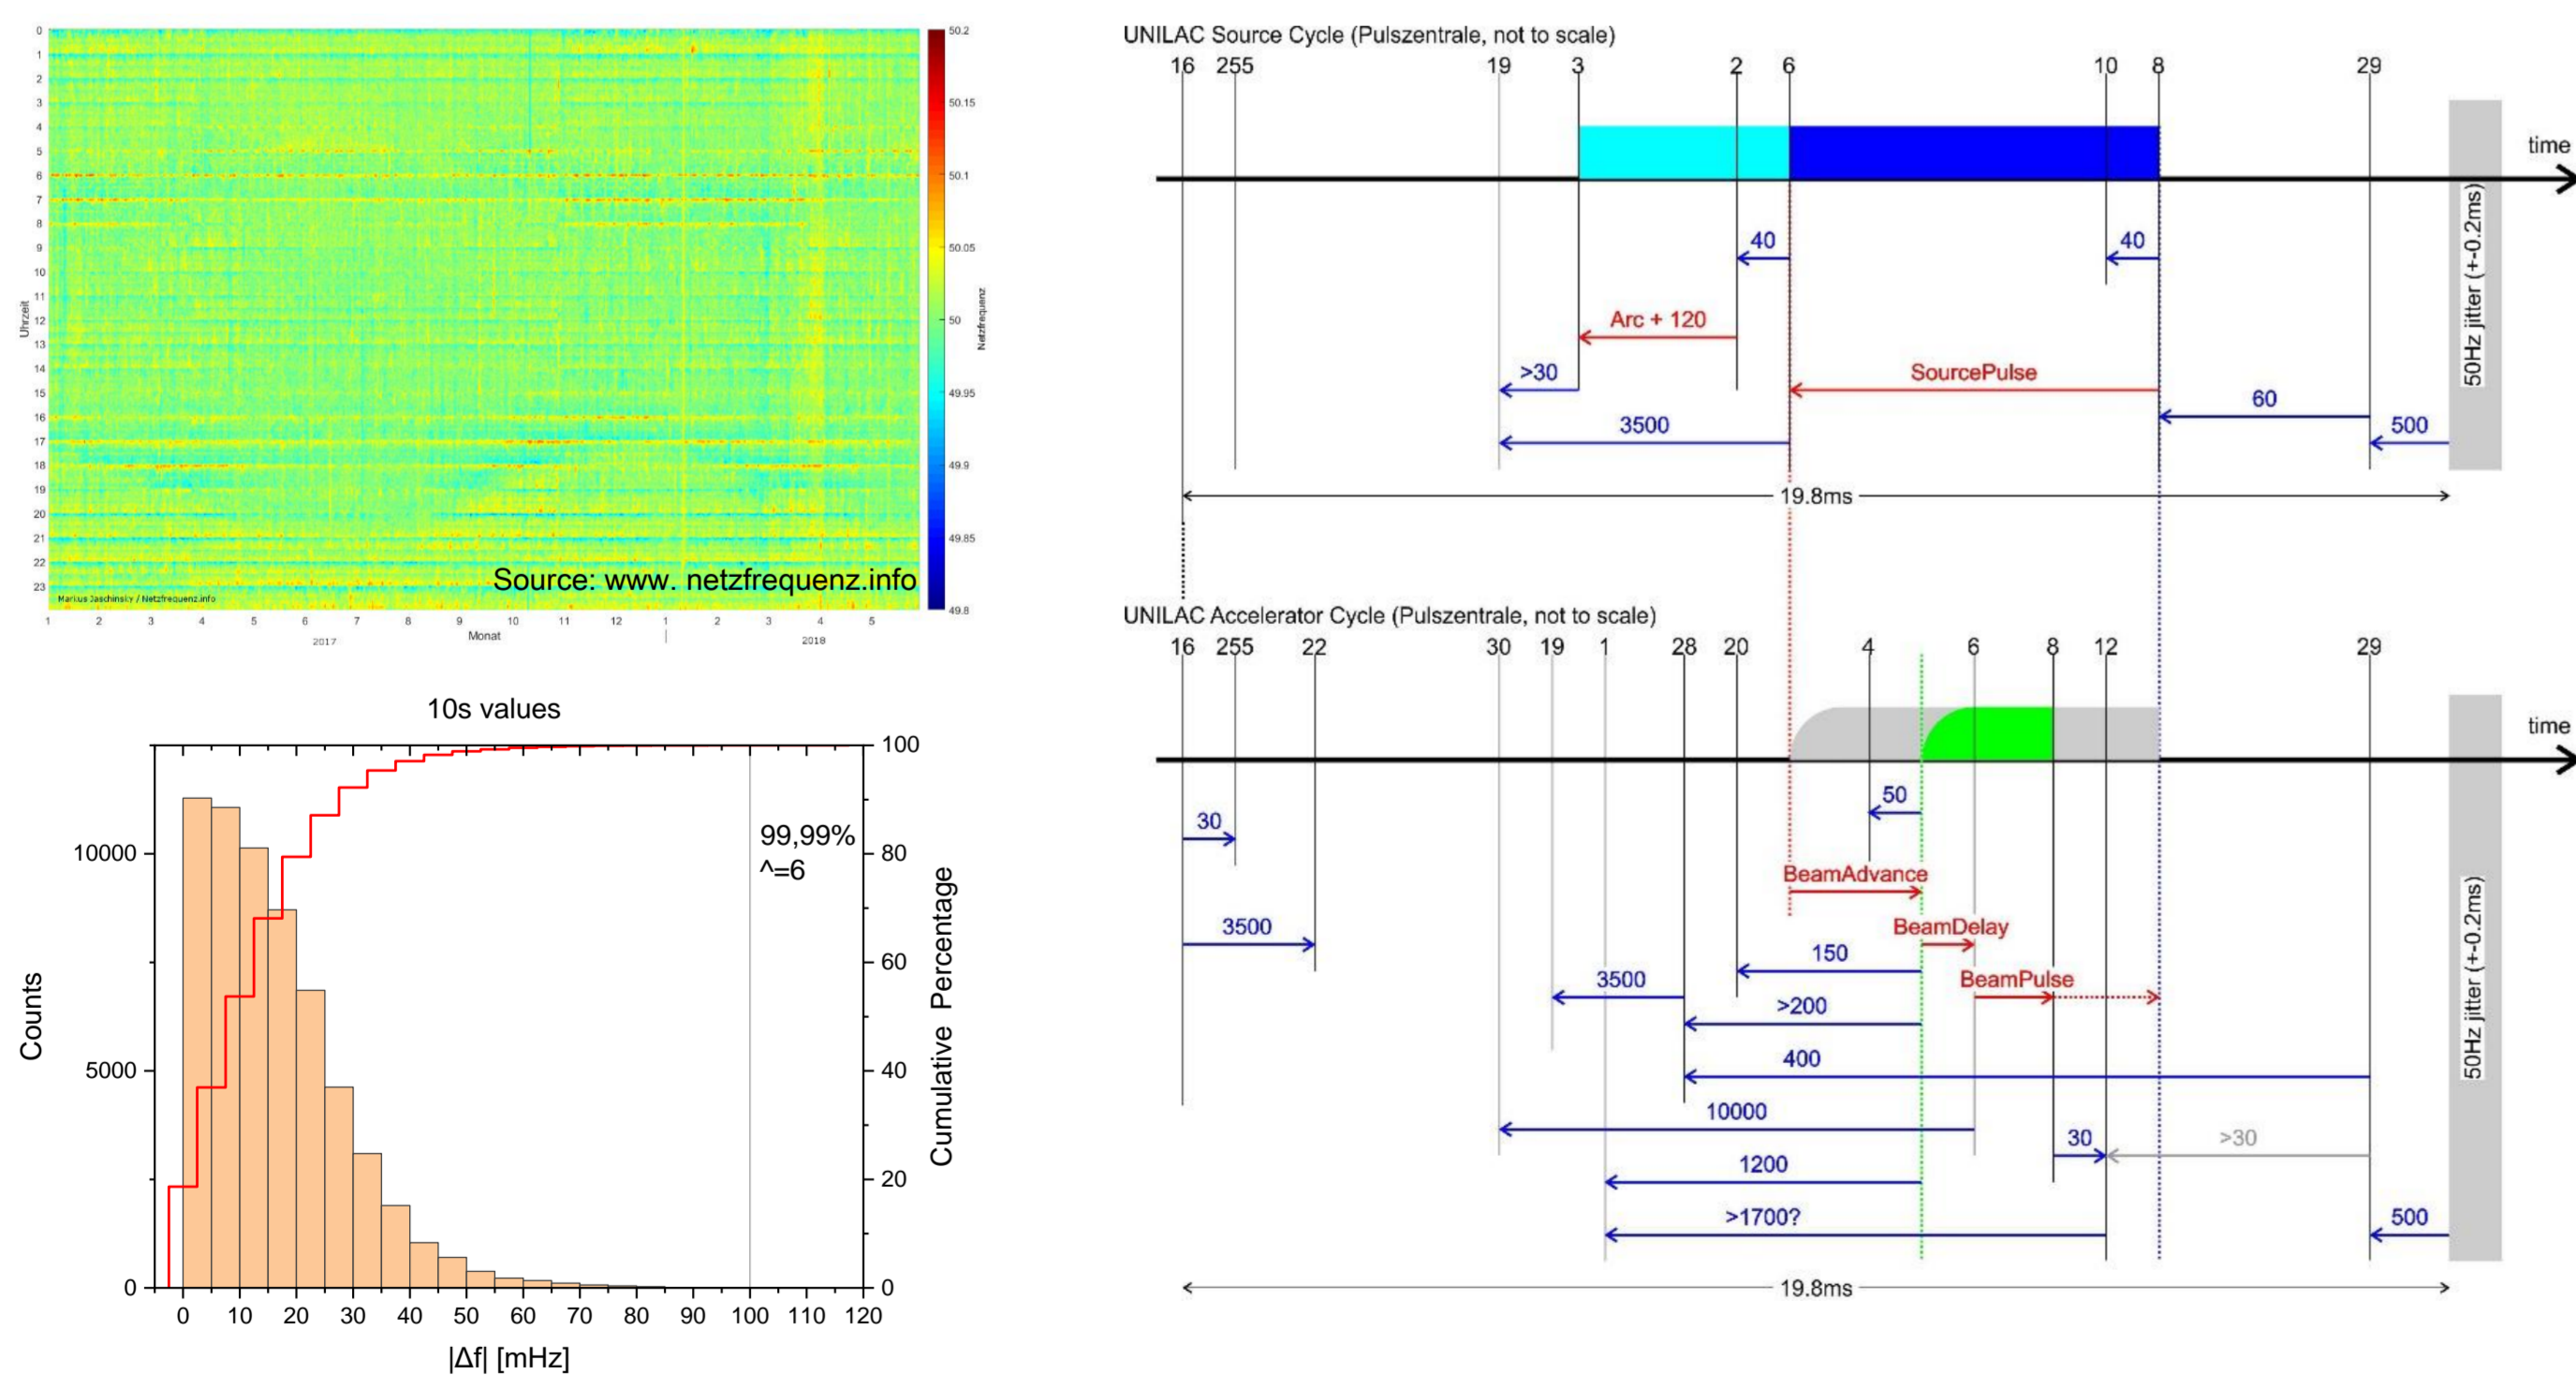 0
1
2
3
4
5
6
7
8
9
10
11
12
13
14
15
16
17
18
19
20
21
22
23
Uhrzeit
Markus Jaschinsky / Netzfrequenz.info
Source: www. netzfrequenz.info
1 2 3 4 5 6 7 8 9 10 11 12 1 2 3 4 5
Monat
2017 2018
50.2
50.15
50.1
50.05
50
49.95
49.9
49.85
49.8
Netzfrequenz
10s values
Counts
10000
5000
0
100
80
60
40
20
0
Cumulative Percentage
99,99%
^=6
0 10 20 30 40 50 60 70 80 90 100 110 120
|Δf| [mHz]
UNILAC Source Cycle (Pulszentrale, not to scale)
16 255 19 3 2 6 10 8 29
time
40 40
Arc + 120
>30 SourcePulse
60
3500 500
50Hz jitter (+-0.2ms)
19.8ms
UNILAC Accelerator Cycle (Pulszentrale, not to scale)
16 255 22 30 19 1 28 20 4 6 8 12 29
time
50
30
BeamAdvance
3500 BeamDelay
150
3500 BeamPulse
>200
400
10000
30 >30
1200
>1700? 500
50Hz jitter (+-0.2ms)
19.8ms